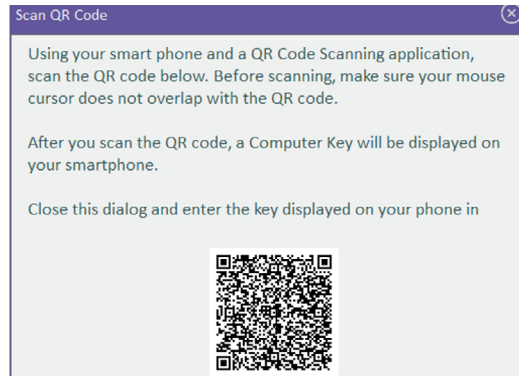 Scan QR Code
Using your smart phone and a QR Code Scanning application,
scan the QR code below. Before scanning, make sure your mouse
cursor does not overlap with the QR code.
After you scan the QR code, a Computer Key will be displayed on
your smartphone.
Close this dialog and enter the key displayed on your phone in